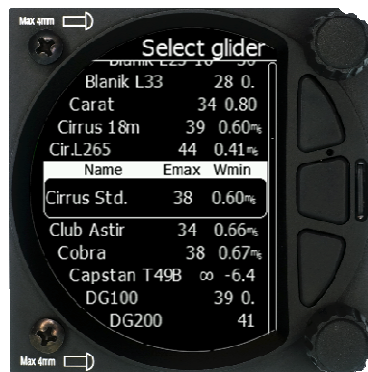 Max 4mm
Select glider
Blanik L33 28 0.
Carat 34 0.80
Cirrus 18m 39 0.60m/s
Cir.L265 44 0.41m/s
Name Emax Wmin
Cirrus Std. 38 0.60m/s
Club Astir 34 0.66m/s
Cobra 38 0.67m/s
Capstan T49B ∞ -6.4
DG100 39 0.
DG200 41
Max 4mm